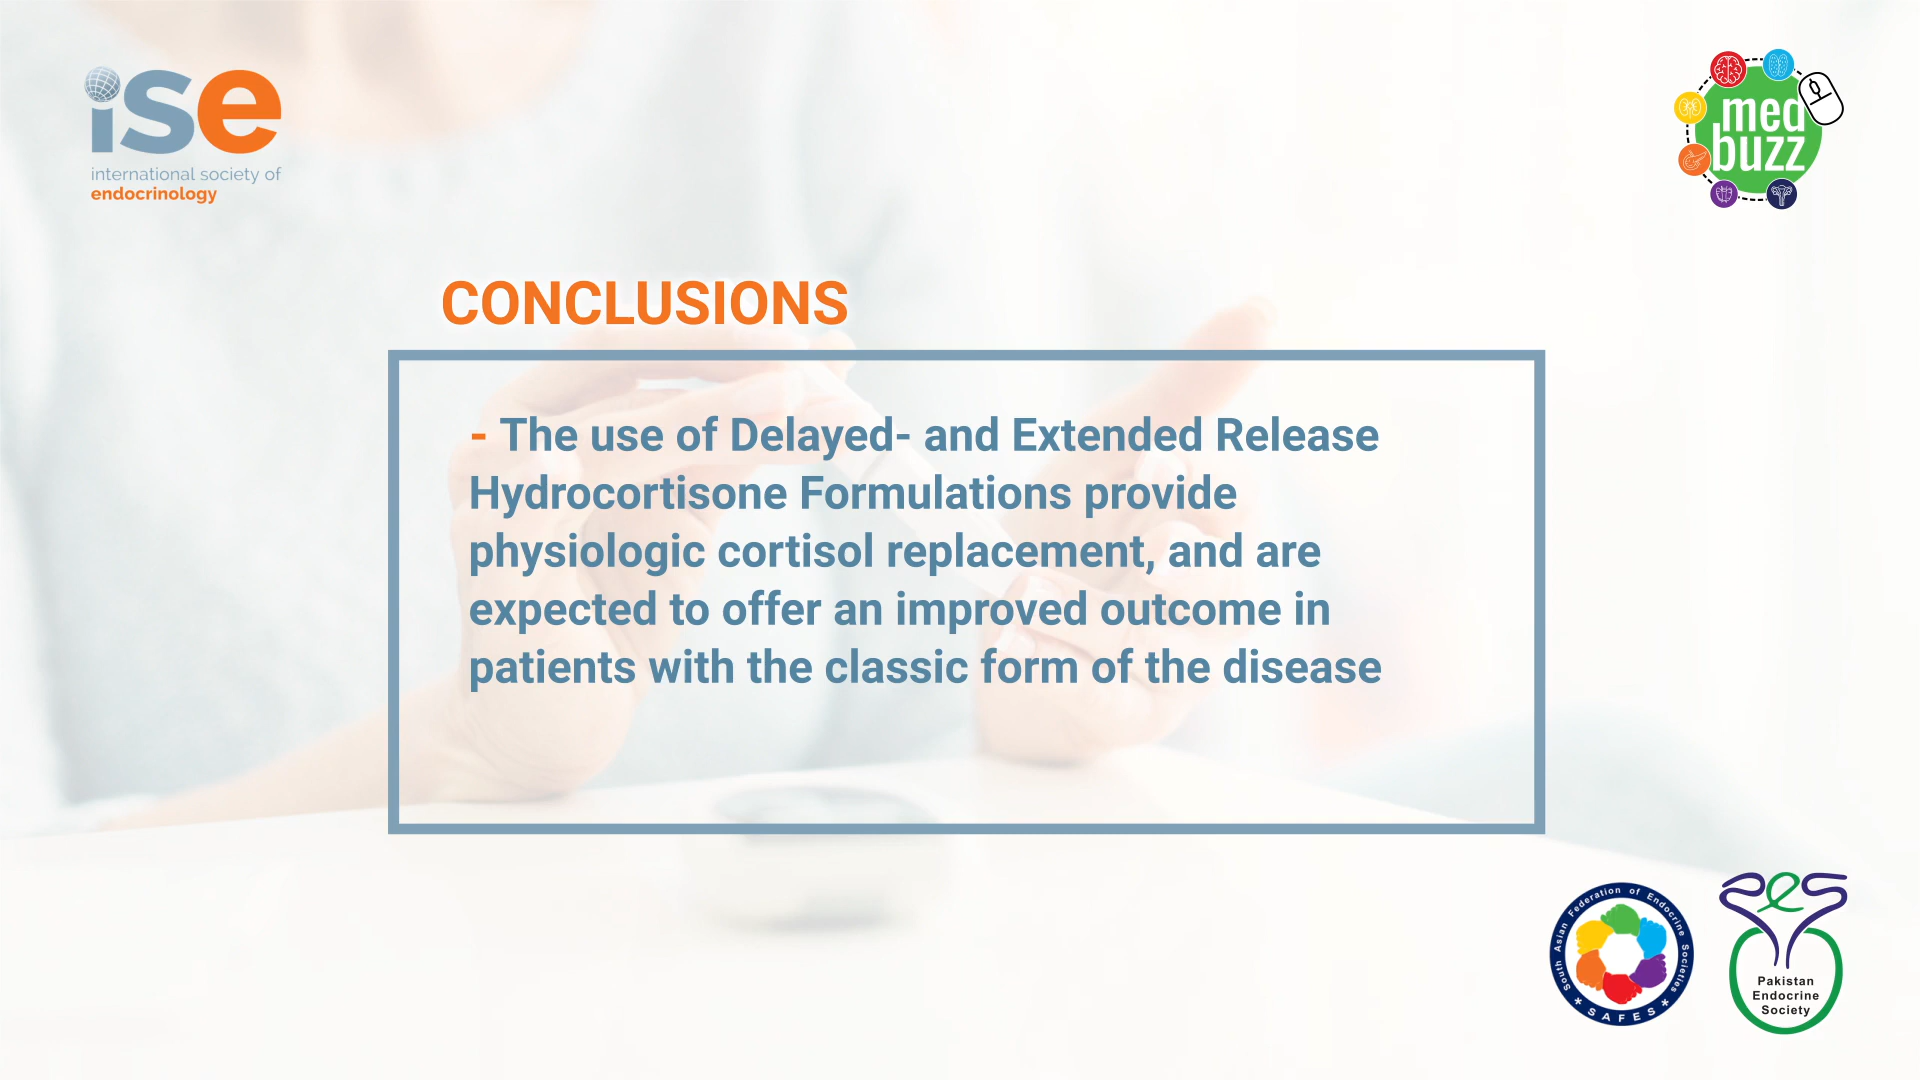 ise
international society of
endocrinology
med
buzz
CONCLUSIONS
- The use of Delayed- and Extended Release
Hydrocortisone Formulations provide
physiologic cortisol replacement, and are
expected to offer an improved outcome in
patients with the classic form of the disease
South Asian Federation of Endocrine Societies
* SAFES *
PES
Pakistan
Endocrine
Society